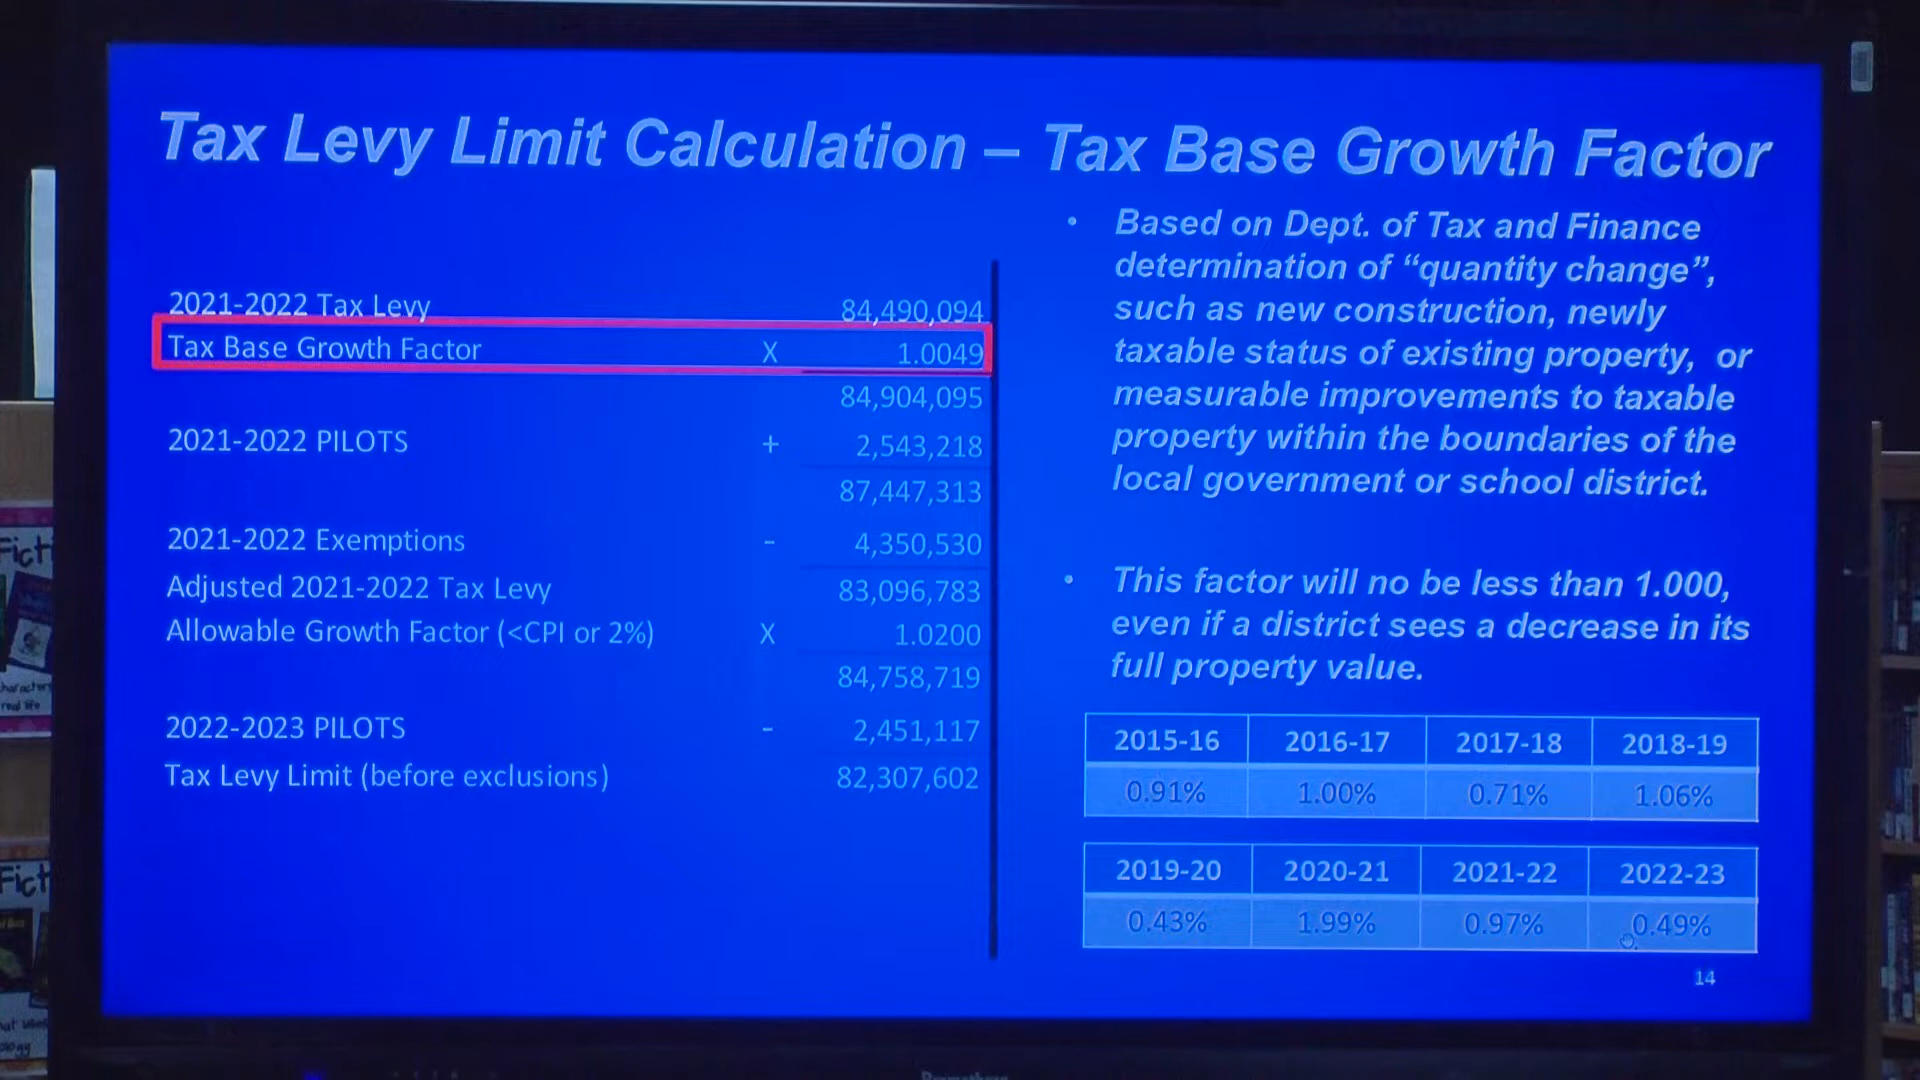 Tax Levy Limit Calculation – Tax Base Growth Factor
2021-2022 Tax Levy 84,490,094
Tax Base Growth Factor X 1.0049
84,904,095
2021-2022 PILOTS + 2,543,218
87,447,313
2021-2022 Exemptions - 4,350,530
Adjusted 2021-2022 Tax Levy 83,096,783
Allowable Growth Factor (<CPI or 2%) X 1.0200
84,758,719
2022-2023 PILOTS - 2,451,117
Tax Levy Limit (before exclusions) 82,307,602
• Based on Dept. of Tax and Finance
determination of “quantity change”,
such as new construction, newly
taxable status of existing property, or
measurable improvements to taxable
property within the boundaries of the
local government or school district.
• This factor will no be less than 1.000,
even if a district sees a decrease in its
full property value.
2015-16 2016-17 2017-18 2018-19
0.91% 1.00% 0.71% 1.06%
2019-20 2020-21 2021-22 2022-23
0.43% 1.99% 0.97% 0.49%
14
real life